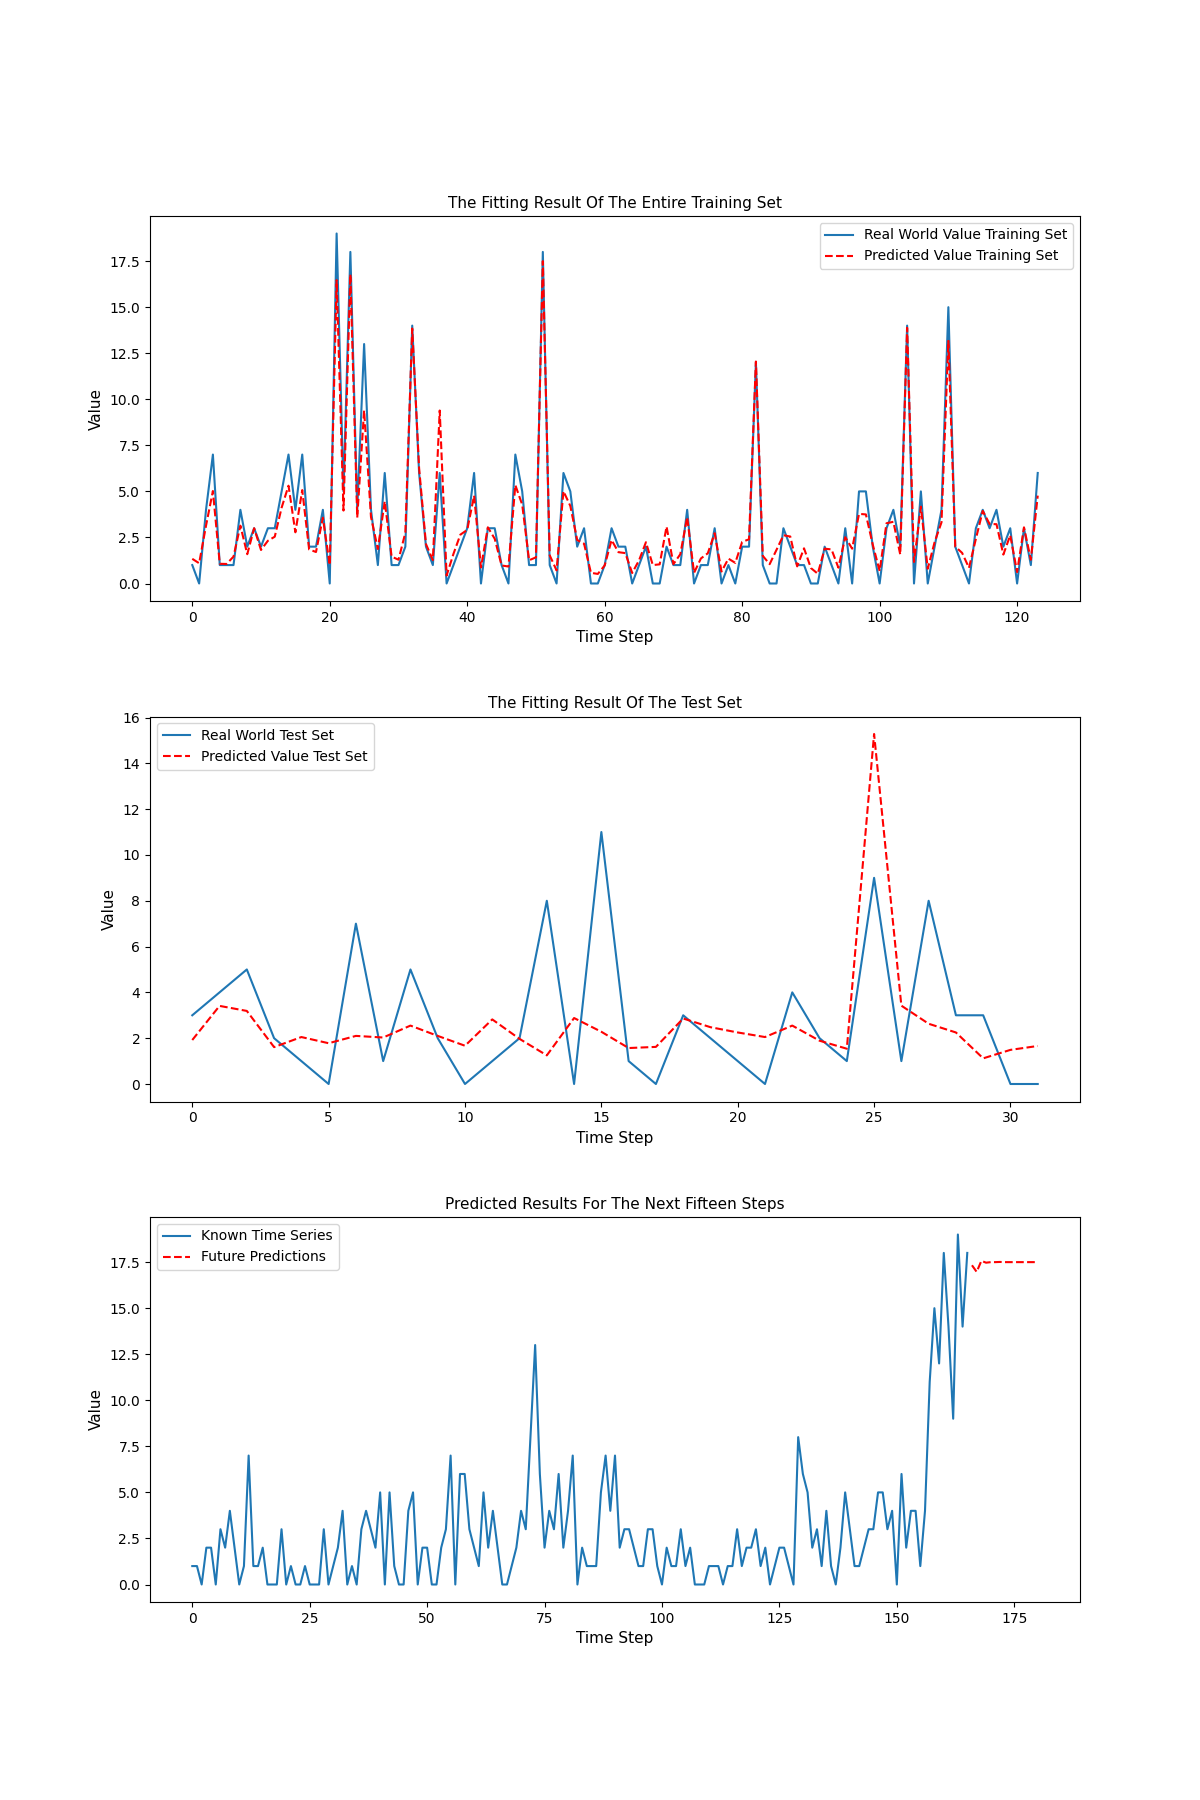 The Fitting Result Of The Entire Training Set
Real World Value Training Set
Predicted Value Training Set
Value
17.5
15.0
12.5
10.0
7.5
5.0
2.5
0.0
0 20 40 60 80 100 120
Time Step
The Fitting Result Of The Test Set
Real World Test Set
Predicted Value Test Set
Value
16
14
12
10
8
6
4
2
0
0 5 10 15 20 25 30
Time Step
Predicted Results For The Next Fifteen Steps
Known Time Series
Future Predictions
Value
17.5
15.0
12.5
10.0
7.5
5.0
2.5
0.0
0 25 50 75 100 125 150 175
Time Step